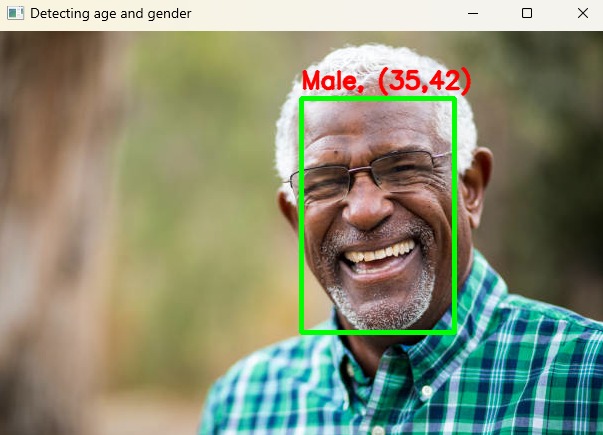 Detecting age and gender
Male, (35,42)